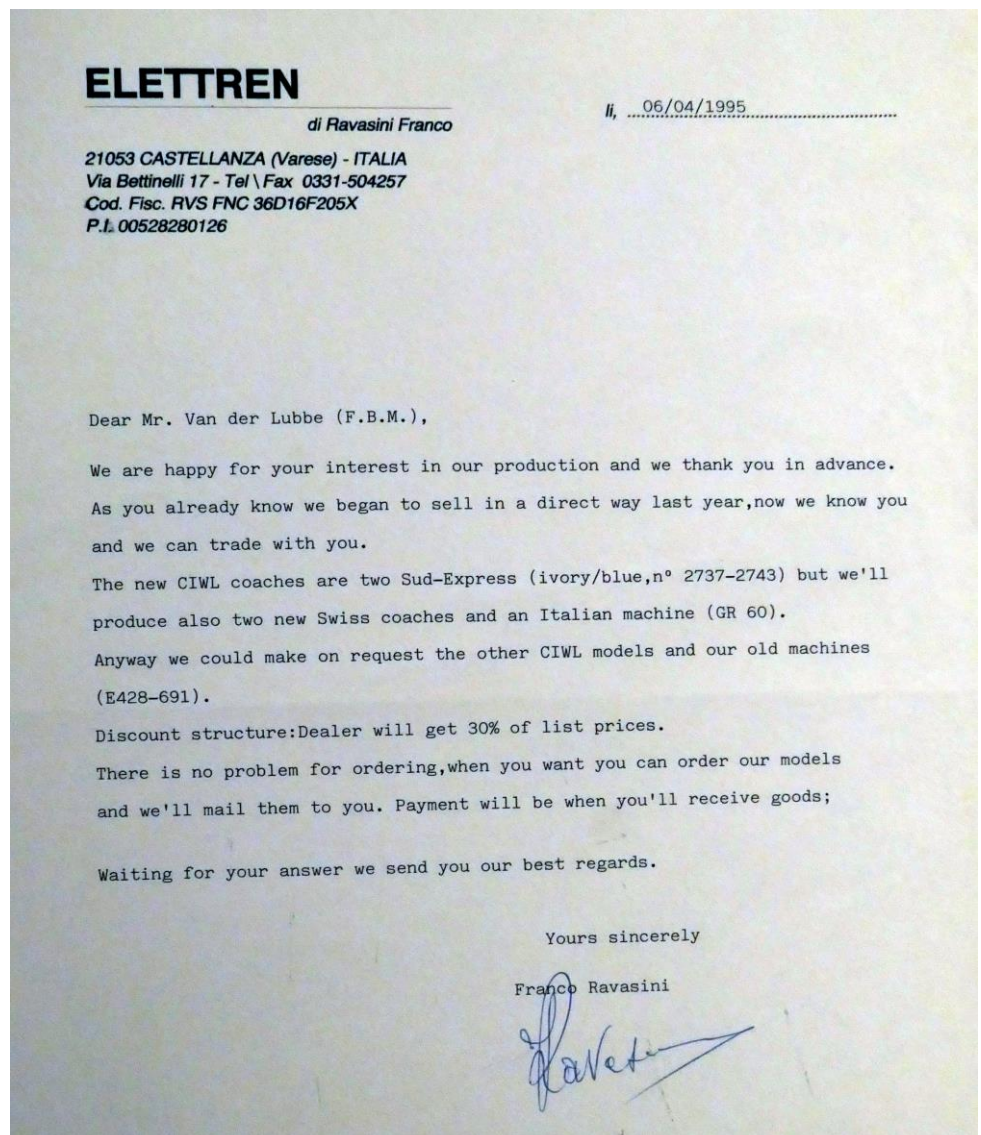 ELETTREN
di Ravasini Franco
li, 06/04/1995
21053 CASTELLANZA (Varese) - ITALIA
Via Bettinelli 17 - Tel \ Fax 0331-504257
Cod. Fisc. RVS FNC 36D16F205X
P.I. 00528280126
Dear Mr. Van der Lubbe (F.B.M.),
We are happy for your interest in our production and we thank you in advance.
As you already know we began to sell in a direct way last year,now we know you
and we can trade with you.
The new CIWL coaches are two Sud-Express (ivory/blue,nº 2737-2743) but we'll
produce also two new Swiss coaches and an Italian machine (GR 60).
Anyway we could make on request the other CIWL models and our old machines
(E428-691).
Discount structure:Dealer will get 30% of list prices.
There is no problem for ordering,when you want you can order our models
and we'll mail them to you. Payment will be when you'll receive goods;
Waiting for your answer we send you our best regards.
Yours sincerely
Franco Ravasini